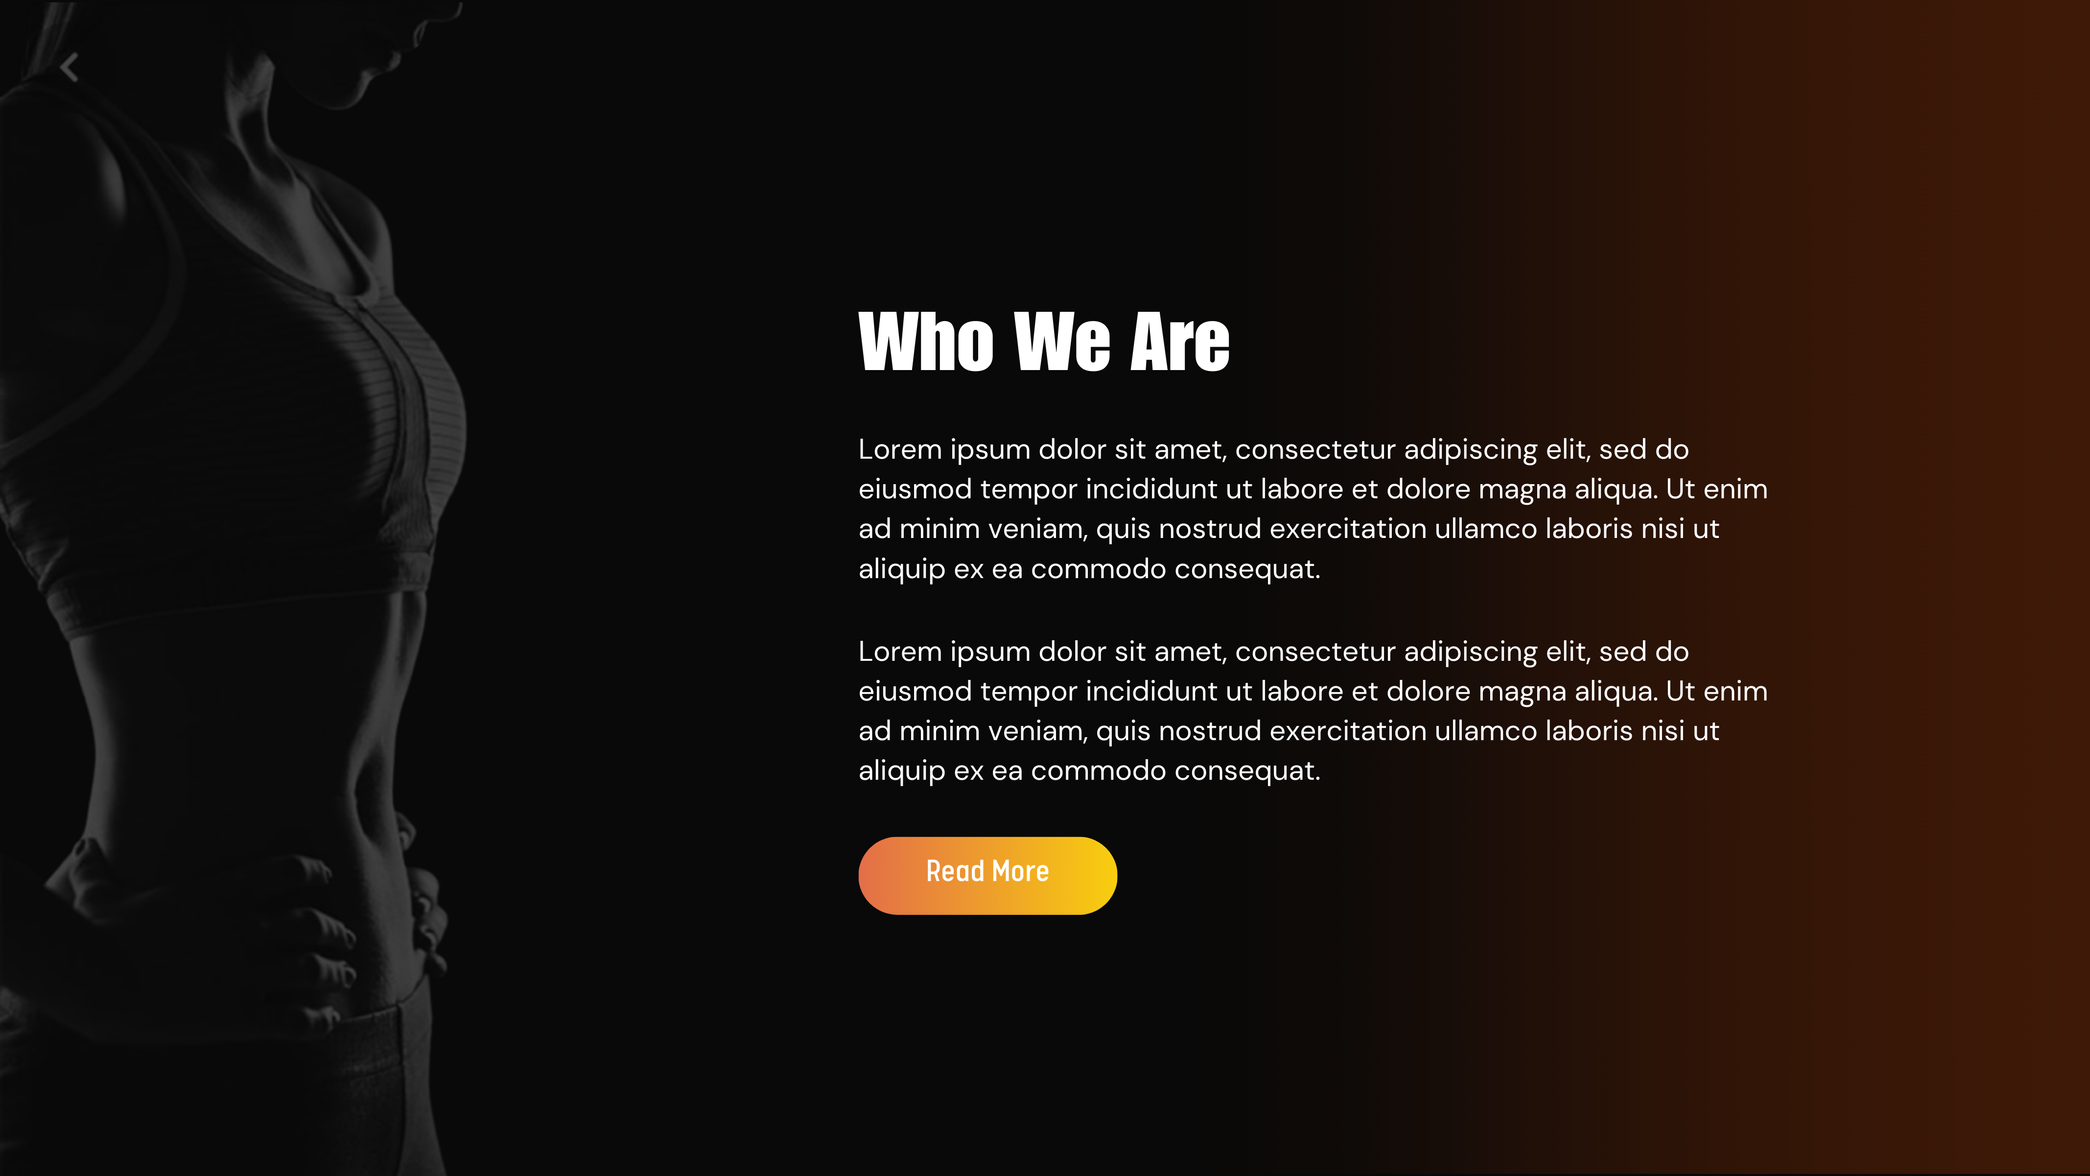 Who We Are
Lorem ipsum dolor sit amet, consectetur adipiscing elit, sed do
eiusmod tempor incididunt ut labore et dolore magna aliqua. Ut enim
ad minim veniam, quis nostrud exercitation ullamco laboris nisi ut
aliquip ex ea commodo consequat.
Lorem ipsum dolor sit amet, consectetur adipiscing elit, sed do
eiusmod tempor incididunt ut labore et dolore magna aliqua. Ut enim
ad minim veniam, quis nostrud exercitation ullamco laboris nisi ut
aliquip ex ea commodo consequat.
Read More